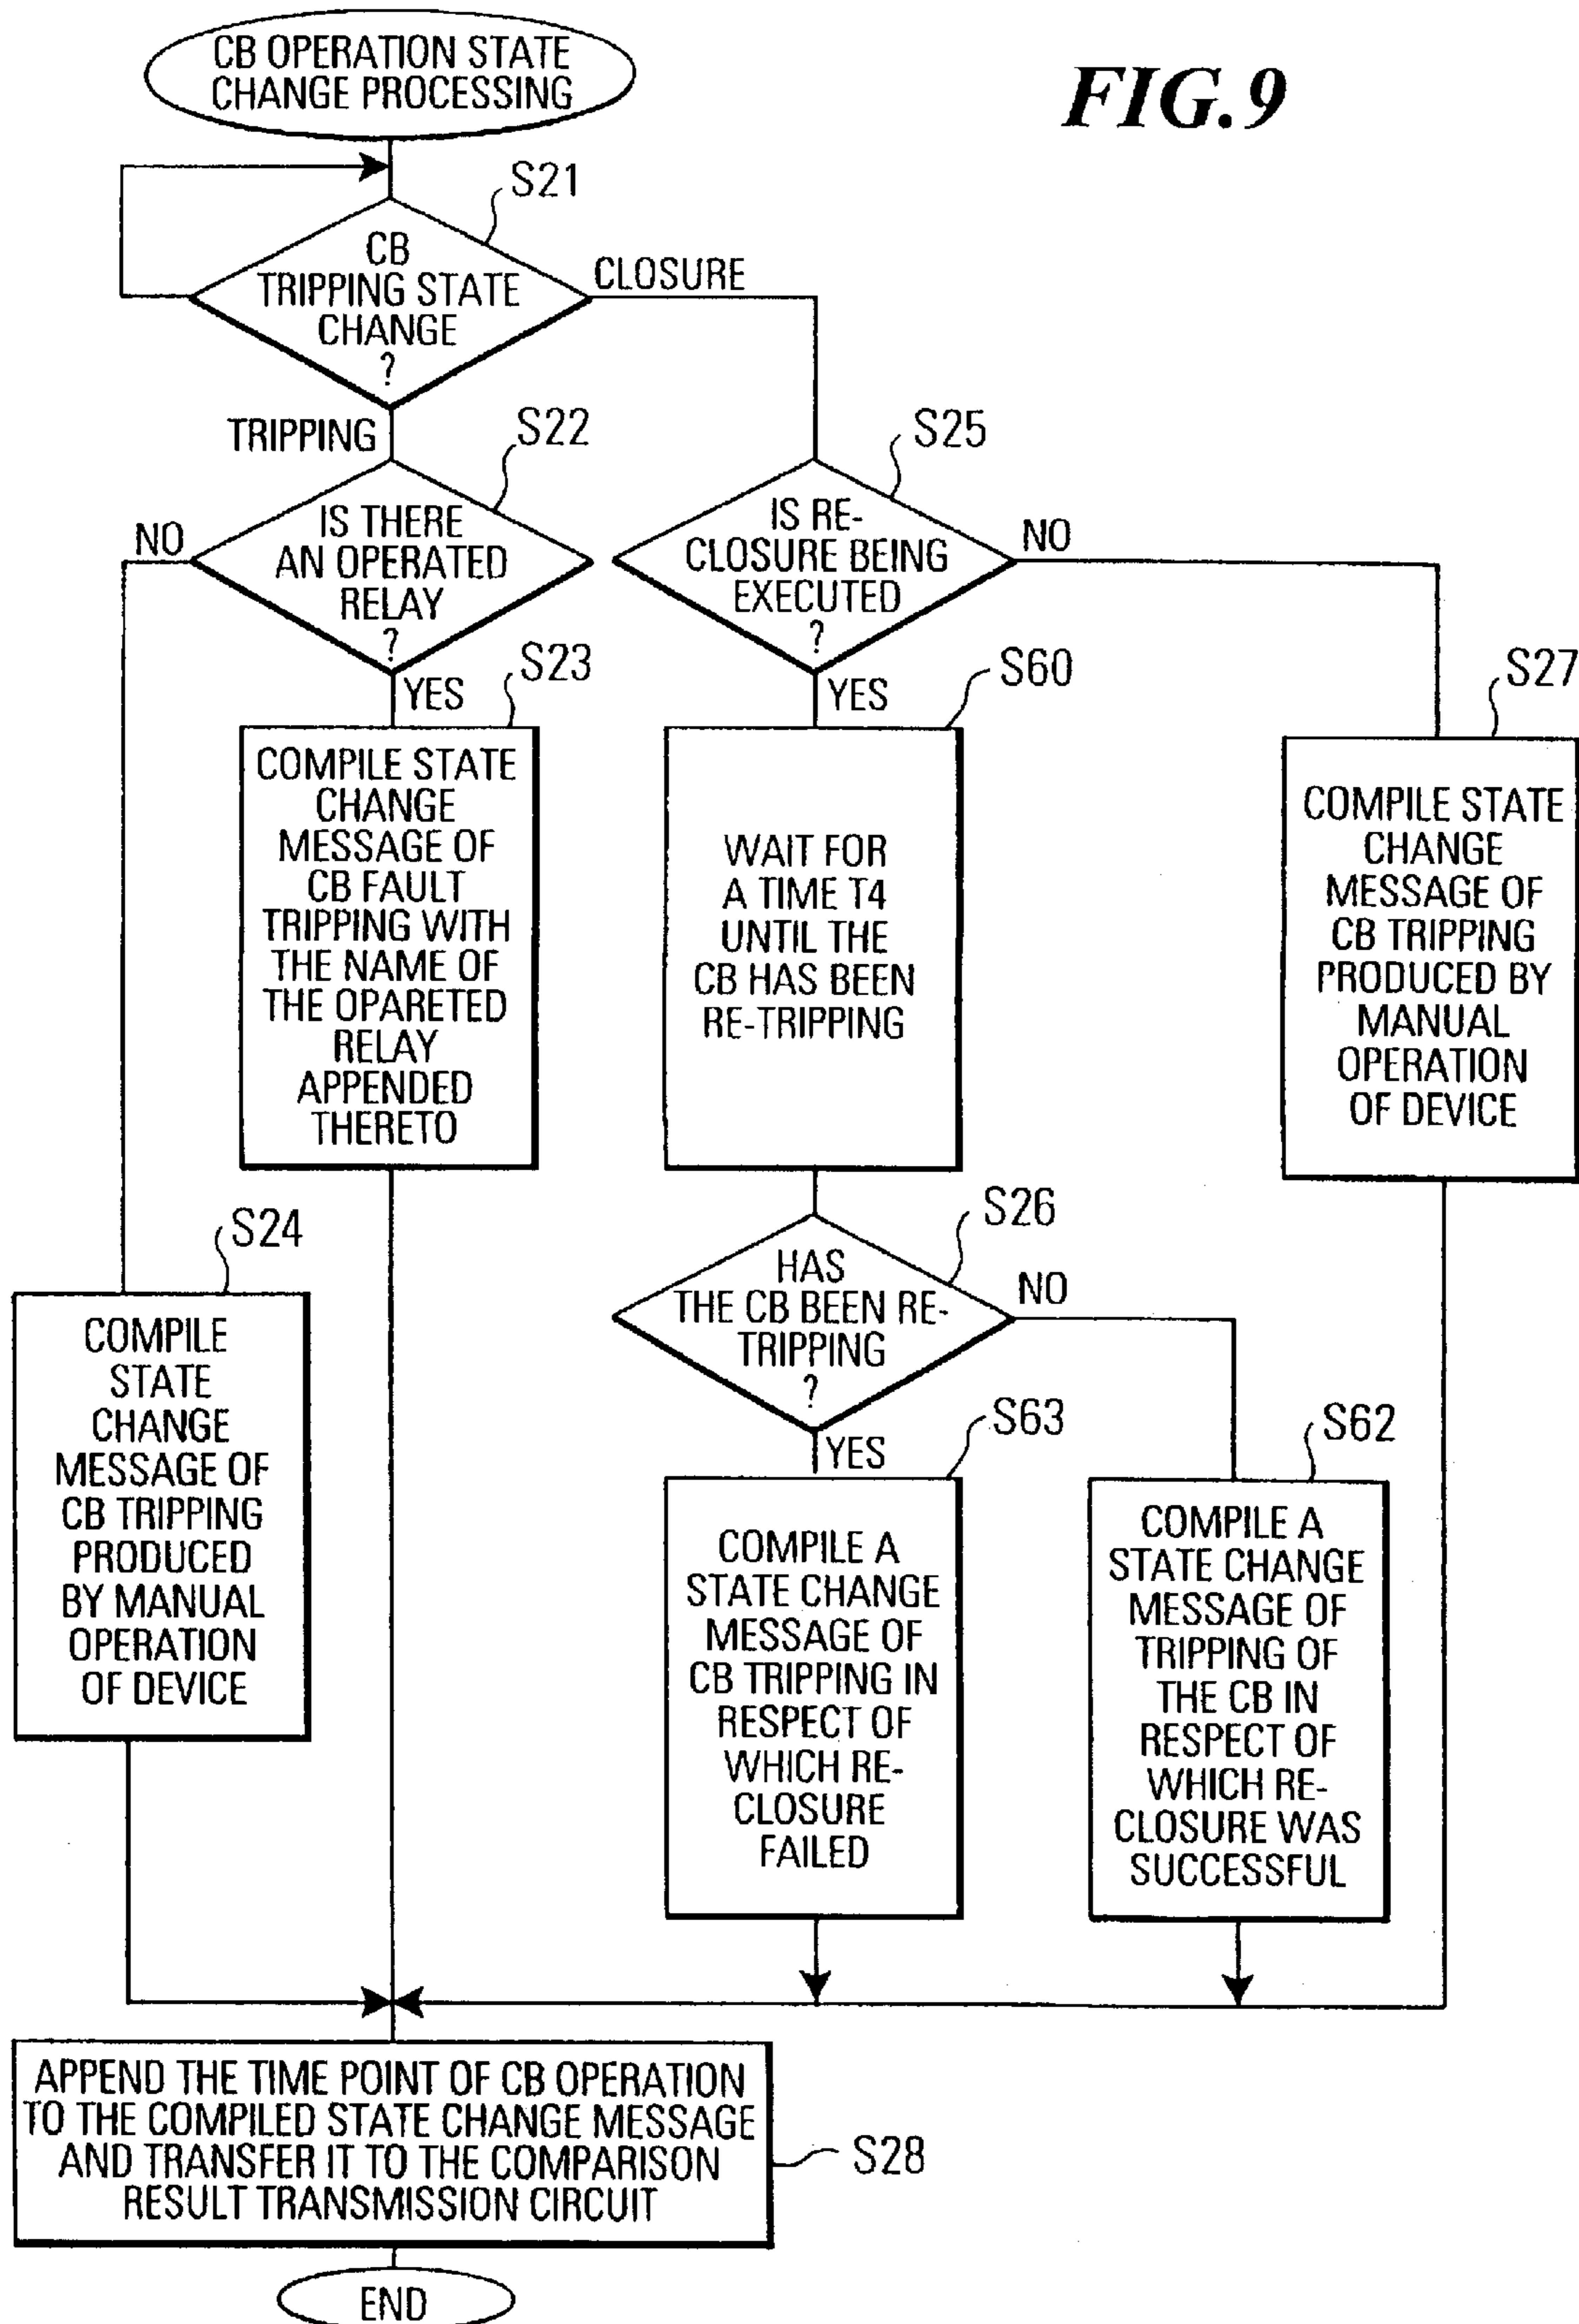 CB OPERATION STATE
CHANGE PROCESSING
FIG.9
S21
CB
TRIPPING STATE
CHANGE
?
CLOSURE
TRIPPING
S22
IS THERE
AN OPERATED
RELAY
?
NO
YES
S25
IS RE-
CLOSURE BEING
EXECUTED
?
NO
YES
S23
COMPILE STATE
CHANGE
MESSAGE OF
CB FAULT
TRIPPING WITH
THE NAME OF
THE OPARETED
RELAY
APPENDED
THERETO
S60
WAIT FOR
A TIME T4
UNTIL THE
CB HAS BEEN
RE-TRIPPING
S27
COMPILE STATE
CHANGE
MESSAGE OF
CB TRIPPING
PRODUCED BY
MANUAL
OPERATION
OF DEVICE
S24
COMPILE
STATE
CHANGE
MESSAGE OF
CB TRIPPING
PRODUCED
BY MANUAL
OPERATION
OF DEVICE
S26
HAS
THE CB BEEN RE-
TRIPPING
?
NO
YES
S63
COMPILE A
STATE CHANGE
MESSAGE OF
CB TRIPPING IN
RESPECT OF
WHICH RE-
CLOSURE
FAILED
S62
COMPILE A
STATE CHANGE
MESSAGE OF
TRIPPING OF
THE CB IN
RESPECT OF
WHICH RE-
CLOSURE WAS
SUCCESSFUL
APPEND THE TIME POINT OF CB OPERATION
TO THE COMPILED STATE CHANGE MESSAGE
AND TRANSFER IT TO THE COMPARISON
RESULT TRANSMISSION CIRCUIT
S28
END